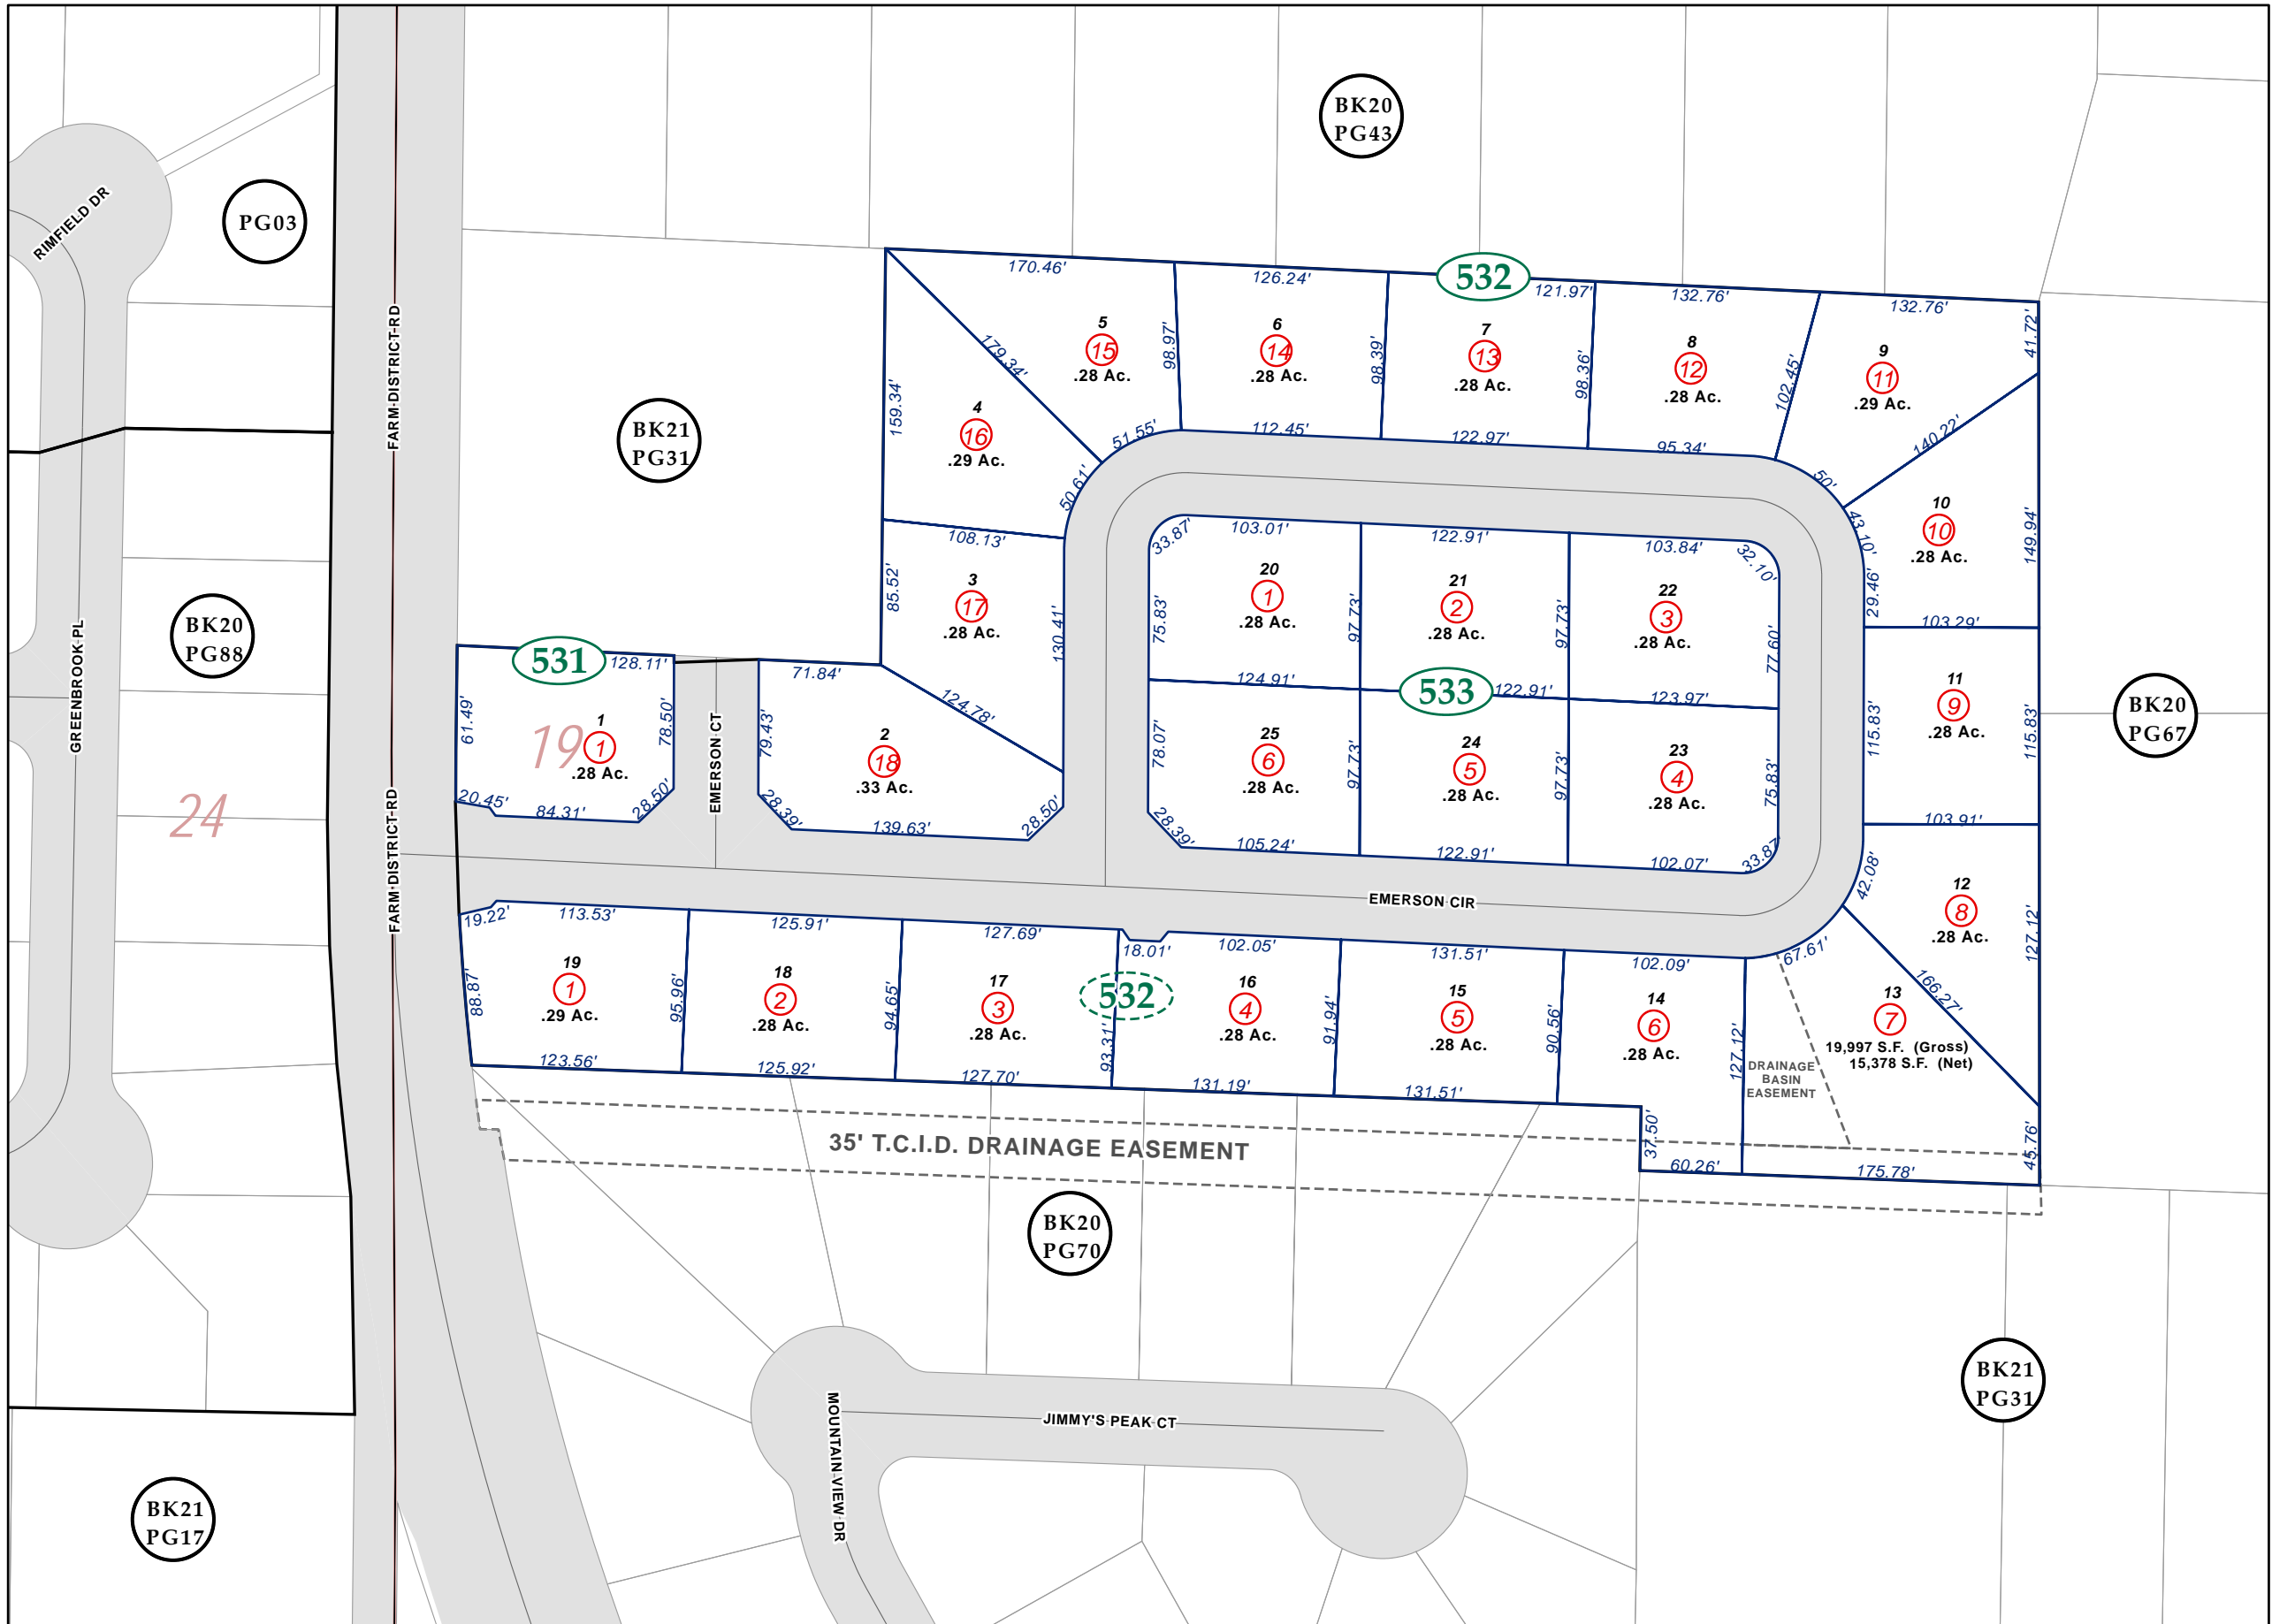 BK20
PG43
RIMFIELD DR
PG03
FARM DISTRICT RD
BK21
PG31
BK20
PG88
GREENBROOK PL
24
19
532
170.46'
126.24'
121.97'
132.76'
132.76'
41.72'
5
15
.28 Ac.
179.34'
98.97'
6
14
.28 Ac.
98.39'
7
13
.28 Ac.
98.36'
8
12
.28 Ac.
102.45'
9
11
.29 Ac.
140.22'
159.34'
4
16
.29 Ac.
51.55'
50.61'
112.45'
122.97'
95.34'
50'
43.10'
10
10
.28 Ac.
149.94'
29.46'
103.29'
108.13'
85.52'
3
17
.28 Ac.
130.41'
33.87'
103.01'
122.91'
103.84'
32.10'
75.83'
20
1
.28 Ac.
97.73'
21
2
.28 Ac.
97.73'
22
3
.28 Ac.
77.60'
124.91'
533
122.91'
123.97'
11
9
.28 Ac.
115.83'
115.83'
103.91'
BK20
PG67
531
128.11'
61.49'
1
1
.28 Ac.
78.50'
20.45'
84.31'
28.50'
EMERSON CT
71.84'
79.43'
2
18
.33 Ac.
124.78'
28.39'
139.63'
28.50'
78.07'
25
6
.28 Ac.
97.73'
24
5
.28 Ac.
97.73'
23
4
.28 Ac.
75.83'
28.39'
105.24'
122.91'
102.07'
33.87'
42.08'
12
8
.28 Ac.
127.12'
FARM DISTRICT RD
EMERSON CIR
19.22'
113.53'
125.91'
127.69'
18.01'
102.05'
131.51'
102.09'
67.61'
166.27'
88.87'
19
1
.29 Ac.
95.96'
18
2
.28 Ac.
94.65'
17
3
.28 Ac.
93.31'
532
16
4
.28 Ac.
91.94'
15
5
.28 Ac.
90.56'
14
6
.28 Ac.
127.12'
13
7
19,997 S.F. (Gross)
15,378 S.F. (Net)
DRAINAGE
BASIN
EASEMENT
123.56'
125.92'
127.70'
131.19'
131.51'
37.50'
60.26'
175.78'
45.76'
35' T.C.I.D. DRAINAGE EASEMENT
BK20
PG70
BK21
PG31
MOUNTAIN VIEW DR
JIMMY'S PEAK CT
BK21
PG17